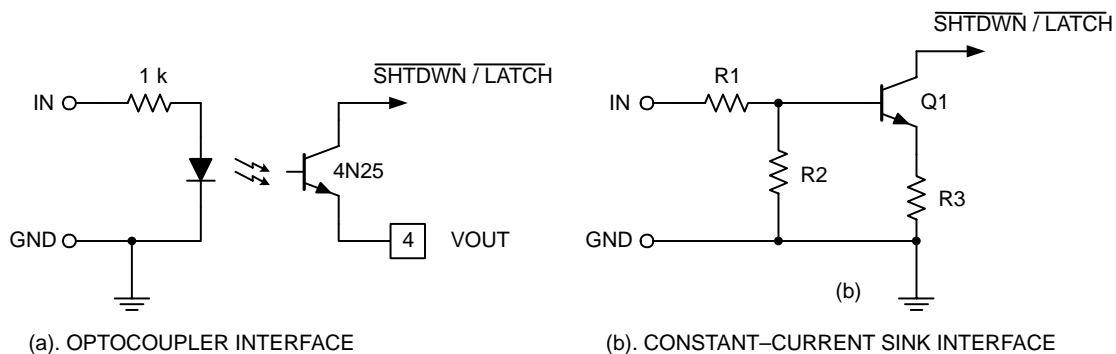 1 k
SHTDWN / LATCH
IN
4N25
GND
4
VOUT
(a). OPTOCOUPLER INTERFACE
SHTDWN / LATCH
R1
IN
Q1
R2
R3
GND
(b)
(b). CONSTANT–CURRENT SINK INTERFACE